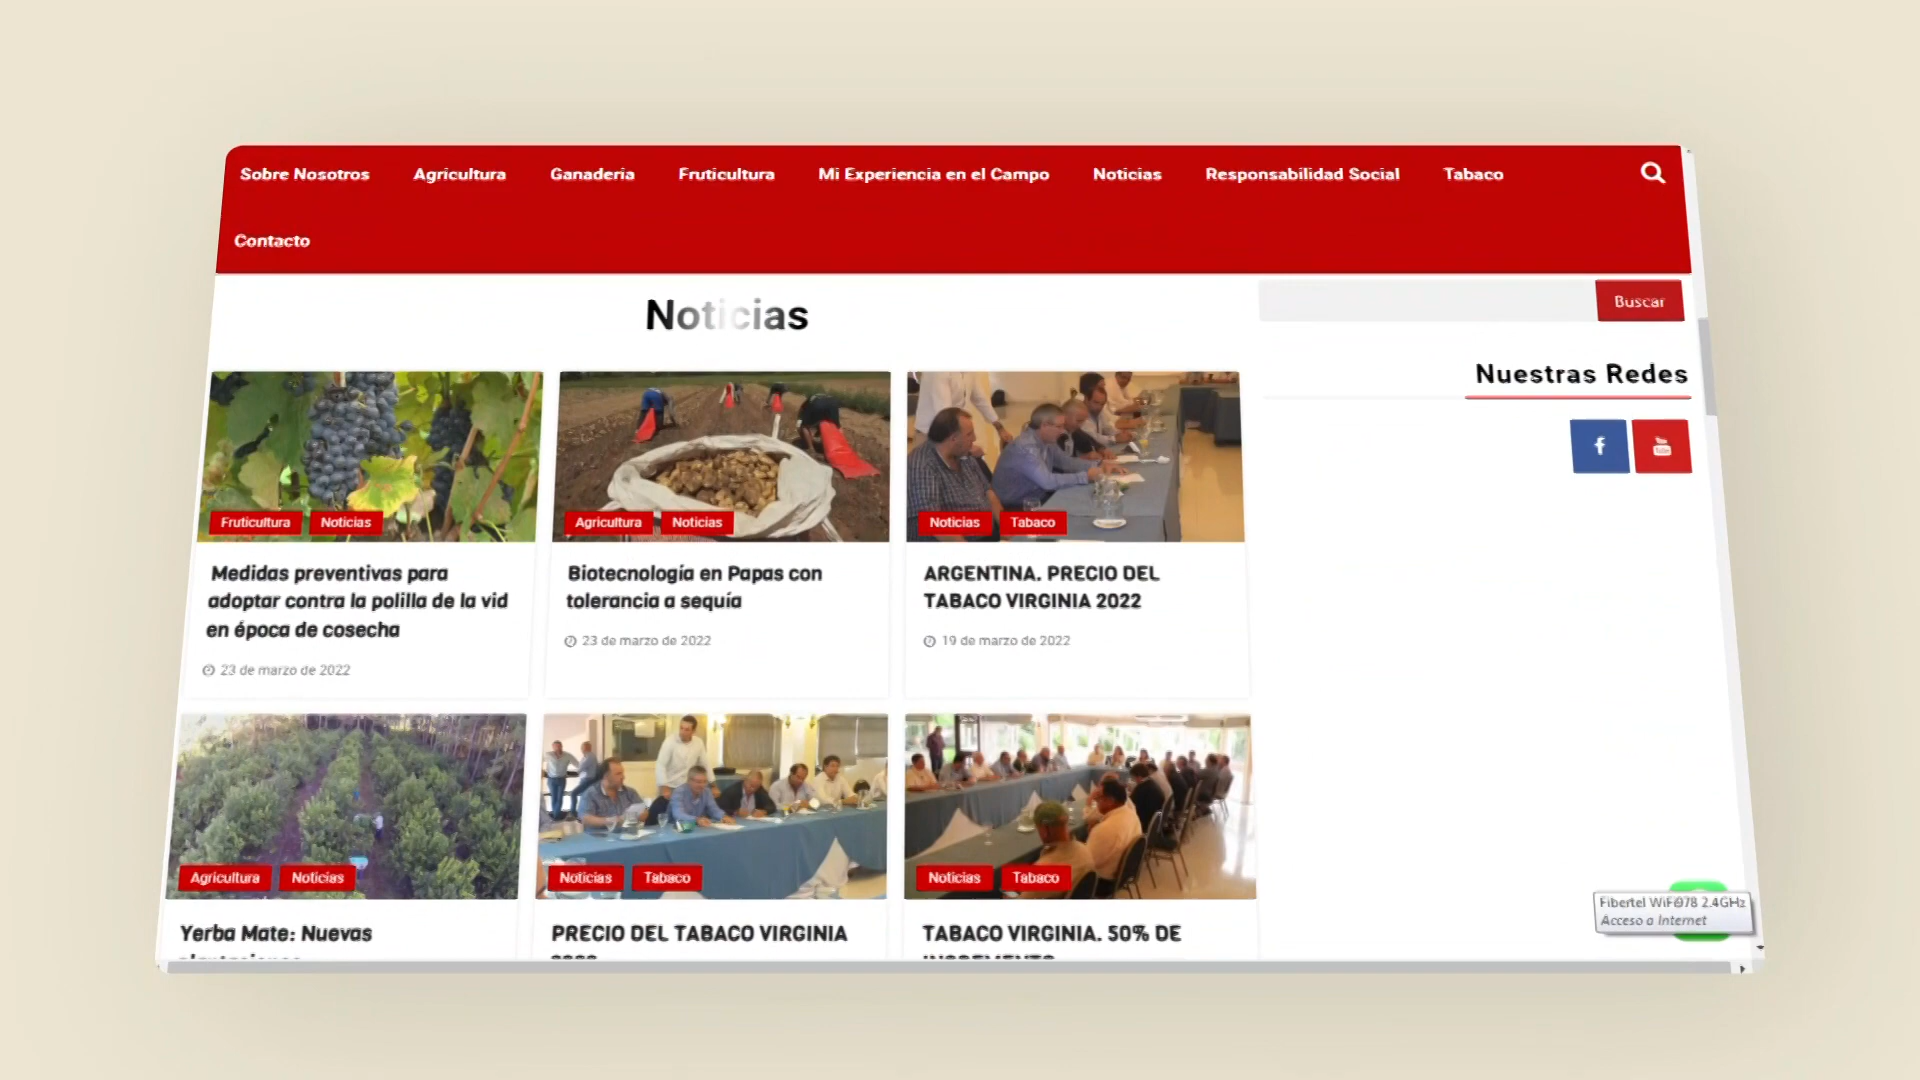 Sobre Nosotros Agricultura Ganadería Fruticultura Mi Experiencia en el Campo Noticias Responsabilidad Social Tabaco
Contacto
Buscar
Noticias
Nuestras Redes
Fruticultura Noticias
Medidas preventivas para
adoptar contra la polilla de la vid
en época de cosecha
23 de marzo de 2022
Agricultura Noticias
Biotecnología en Papas con
tolerancia a sequía
23 de marzo de 2022
Noticias Tabaco
ARGENTINA. PRECIO DEL
TABACO VIRGINIA 2022
19 de marzo de 2022
Agricultura Noticias
Yerba Mate: Nuevas
Noticias Tabaco
PRECIO DEL TABACO VIRGINIA
Noticias Tabaco
TABACO VIRGINIA. 50% DE
Fibertel WiFi978 2.4GHz
Acceso a Internet